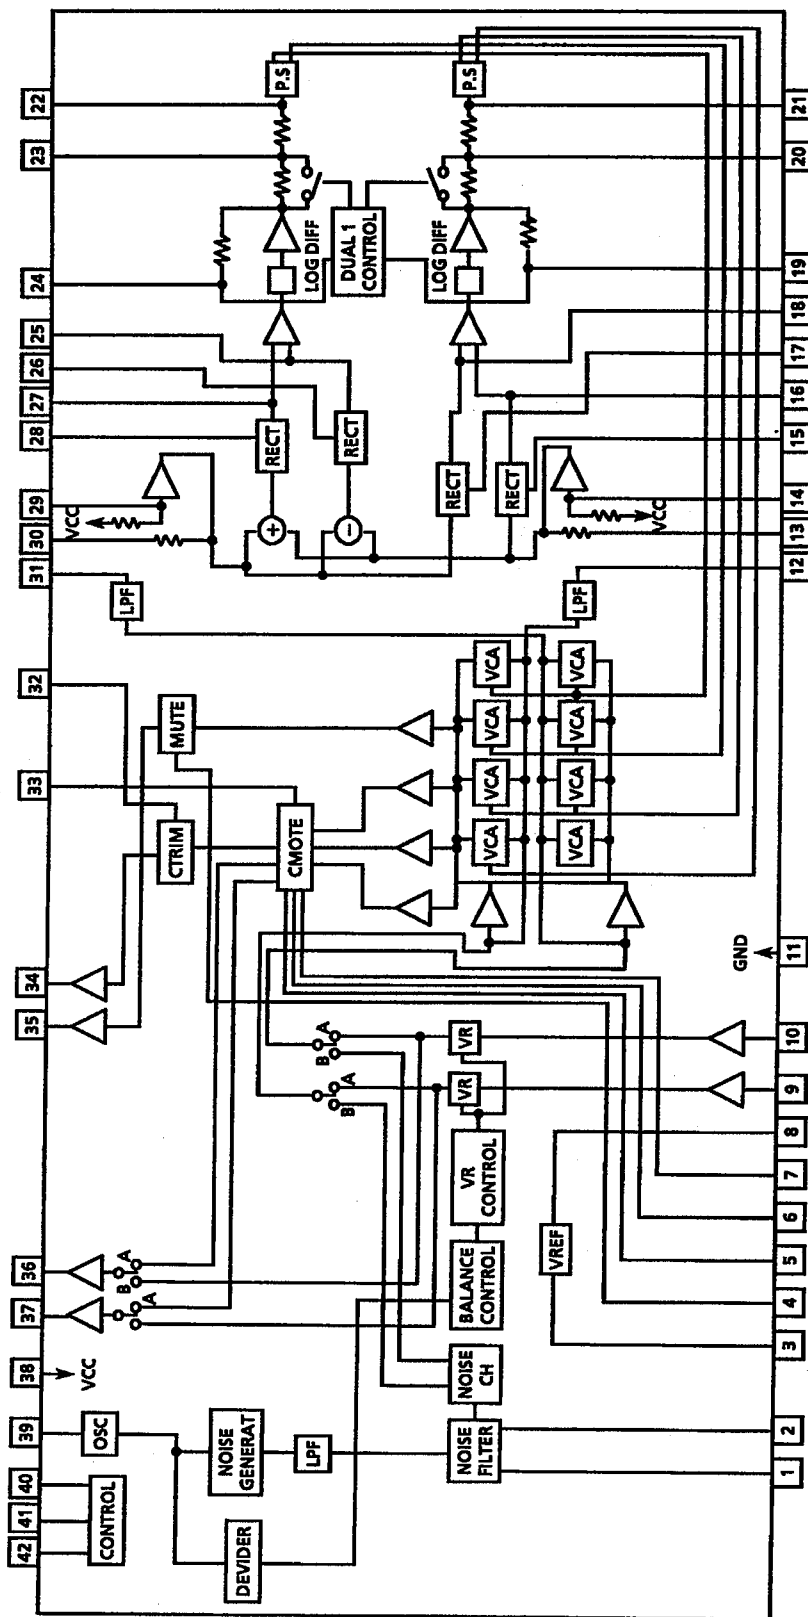 22
23
24
25
26
27
28
29
30
31
32
33
34
35
36
37
38
39
40
41
42
21
20
19
18
17
16
15
14
13
12
11
10
9
8
7
6
5
4
3
2
1
P.S
P.S
LOG DIFF
DUAL 1
CONTROL
LOG DIFF
RECT
RECT
RECT
RECT
VCC
VCC
+
−
LPF
LPF
MUTE
CTRIM
CMOTE
VCA
VCA
VCA
VCA
VCA
VCA
VCA
VCA
GND
A
B
A
B
VR
VR
VR
CONTROL
BALANCE
CONTROL
VREF
A
B
A
VCC
NOISE
CH
NOISE
FILTER
OSC
NOISE
GENERAT
LPF
DEVIDER
CONTROL